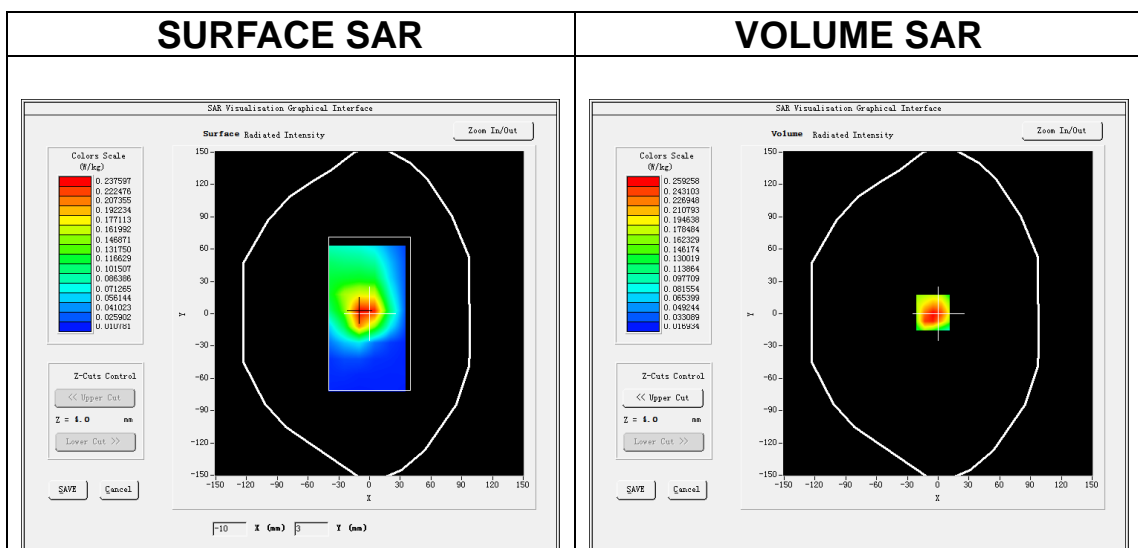 SURFACE SAR
VOLUME SAR
SAR Visualisation Graphical Interface
Surface Radiated Intensity
Zoom In/Out
Colors Scale
(W/kg)
0.237597
0.222476
0.207355
0.192234
0.177113
0.161992
0.146871
0.131750
0.116629
0.101507
0.086386
0.071265
0.056144
0.041023
0.025902
0.010781
Z-Cuts Control
<< Upper Cut
Z = 4.0 mm
Lower Cut >>
SAVE Cancel
150
120
90
60
30
0
-30
-60
-90
-120
-150
Y
-150 -120 -90 -60 -30 0 30 60 90 120 150
X
-10 X (mm) 3 Y (mm)
SAR Visualisation Graphical Interface
Volume Radiated Intensity
Zoom In/Out
Colors Scale
(W/kg)
0.259258
0.243103
0.226948
0.210793
0.194638
0.178484
0.162329
0.146174
0.130019
0.113864
0.097709
0.081554
0.065399
0.049244
0.033089
0.016934
Z-Cuts Control
<< Upper Cut
Z = 4.0 mm
Lower Cut >>
SAVE Cancel
150
120
90
60
30
0
-30
-60
-90
-120
-150
Y
-150 -120 -90 -60 -30 0 30 60 90 120 150
X